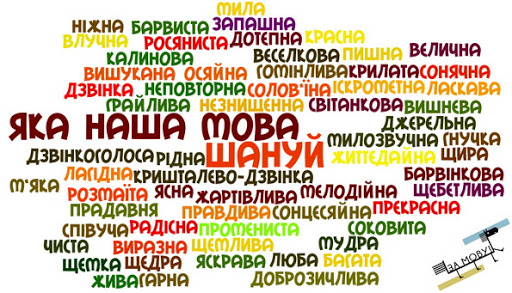 МИЛА
НІЖНА БАРВИСТА ЗАПАШНА
ВЛУЧНА РОСЯНИСТА ДОТЕПНА КРАСНА
КАЛИНОВА ВЕСЕЛКОВА ПИШНА ВЕЛИЧНА
ВИШУКАНА ОСЯЙНА ГОМІНЛИВА КРИЛАТА СОНЯЧНА
ДЗВІНКА НЕПОВТОРНА СОЛОВ'ЇНА ІСКРОМЕТНА ЛАСКАВА
ГРАЙЛИВА НЕЗНИЩЕННА СВІТАНКОВА ВИШНЕВА
ЯКА НАША МОВА ДЖЕРЕЛЬНА
МИЛОЗВУЧНА ГНУЧКА
ДЗВІНКОГОЛОСА РІДНА ШАНУЙ ЖИТТЄДАЙНА ЩИРА
М'ЯКА ЛАГІДНА КРИШТАЛЕВО-ДЗВІНКА БАРВІНКОВА
РОЗМАЇТА ЯСНА ЖАРТІВЛИВА МЕЛОДІЙНА ЩЕБЕТЛИВА
ПРАДАВНЯ ПРАВДИВА СОНЦЕСЯЙНА ПРЕКРАСНА
СПІВУЧА РАДІСНА ПРОМЕНИСТА СОКОВИТА
ЧИСТА ВИРАЗНА ЩЕМЛИВА МУДРА
ЩЕМКА ЩЕДРА ЯСКРАВА ЛЮБА БАГАТА
ЖИВА ГАРНА ДОБРОЗИЧЛИВА
ЗА МОВУ!